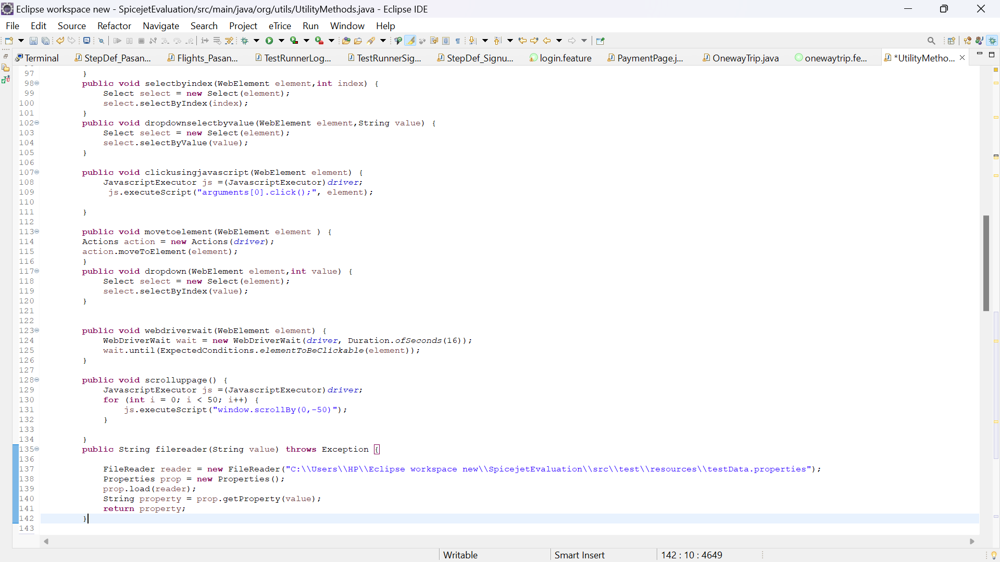 Eclipse workspace new - SpicejetEvaluation/src/main/java/org/utils/UtilityMethods.java - Eclipse IDE
File Edit Source Refactor Navigate Search Project eTrice Run Window Help
Terminal StepDef_Pasan... Flights_Pasan... TestRunnerLog... TestRunnerSig... StepDef_Signu... login.feature PaymentPage.j... OnewayTrip.java onewaytrip.fe... *UtilityMetho...
97 }
98 public void selectbyindex(WebElement element,int index) {
99 Select select = new Select(element);
100 select.selectByIndex(index);
101 }
102 public void dropdownselectbyvalue(WebElement element,String value) {
103 Select select = new Select(element);
104 select.selectByValue(value);
105 }
106
107 public void clickusingjavascript(WebElement element) {
108 JavascriptExecutor js =(JavascriptExecutor)driver;
109 js.executeScript("arguments[0].click();", element);
110
111 }
112
113 public void movetoelement(WebElement element ) {
114 Actions action = new Actions(driver);
115 action.moveToElement(element);
116 }
117 public void dropdown(WebElement element,int value) {
118 Select select = new Select(element);
119 select.selectByIndex(value);
120 }
121
122
123 public void webdriverwait(WebElement element) {
124 WebDriverWait wait = new WebDriverWait(driver, Duration.ofSeconds(16));
125 wait.until(ExpectedConditions.elementToBeClickable(element));
126 }
127
128 public void scrolluppage() {
129 JavascriptExecutor js =(JavascriptExecutor)driver;
130 for (int i = 0; i < 50; i++) {
131 js.executeScript("window.scrollBy(0,-50)");
132 }
133
134 }
135 public String filereader(String value) throws Exception {
136
137 FileReader reader = new FileReader("C:\\Users\\HP\\Eclipse workspace new\\SpicejetEvaluation\\src\\test\\resources\\testData.properties");
138 Properties prop = new Properties();
139 prop.load(reader);
140 String property = prop.getProperty(value);
141 return property;
142 }
143
Writable Smart Insert 142 : 10 : 4649